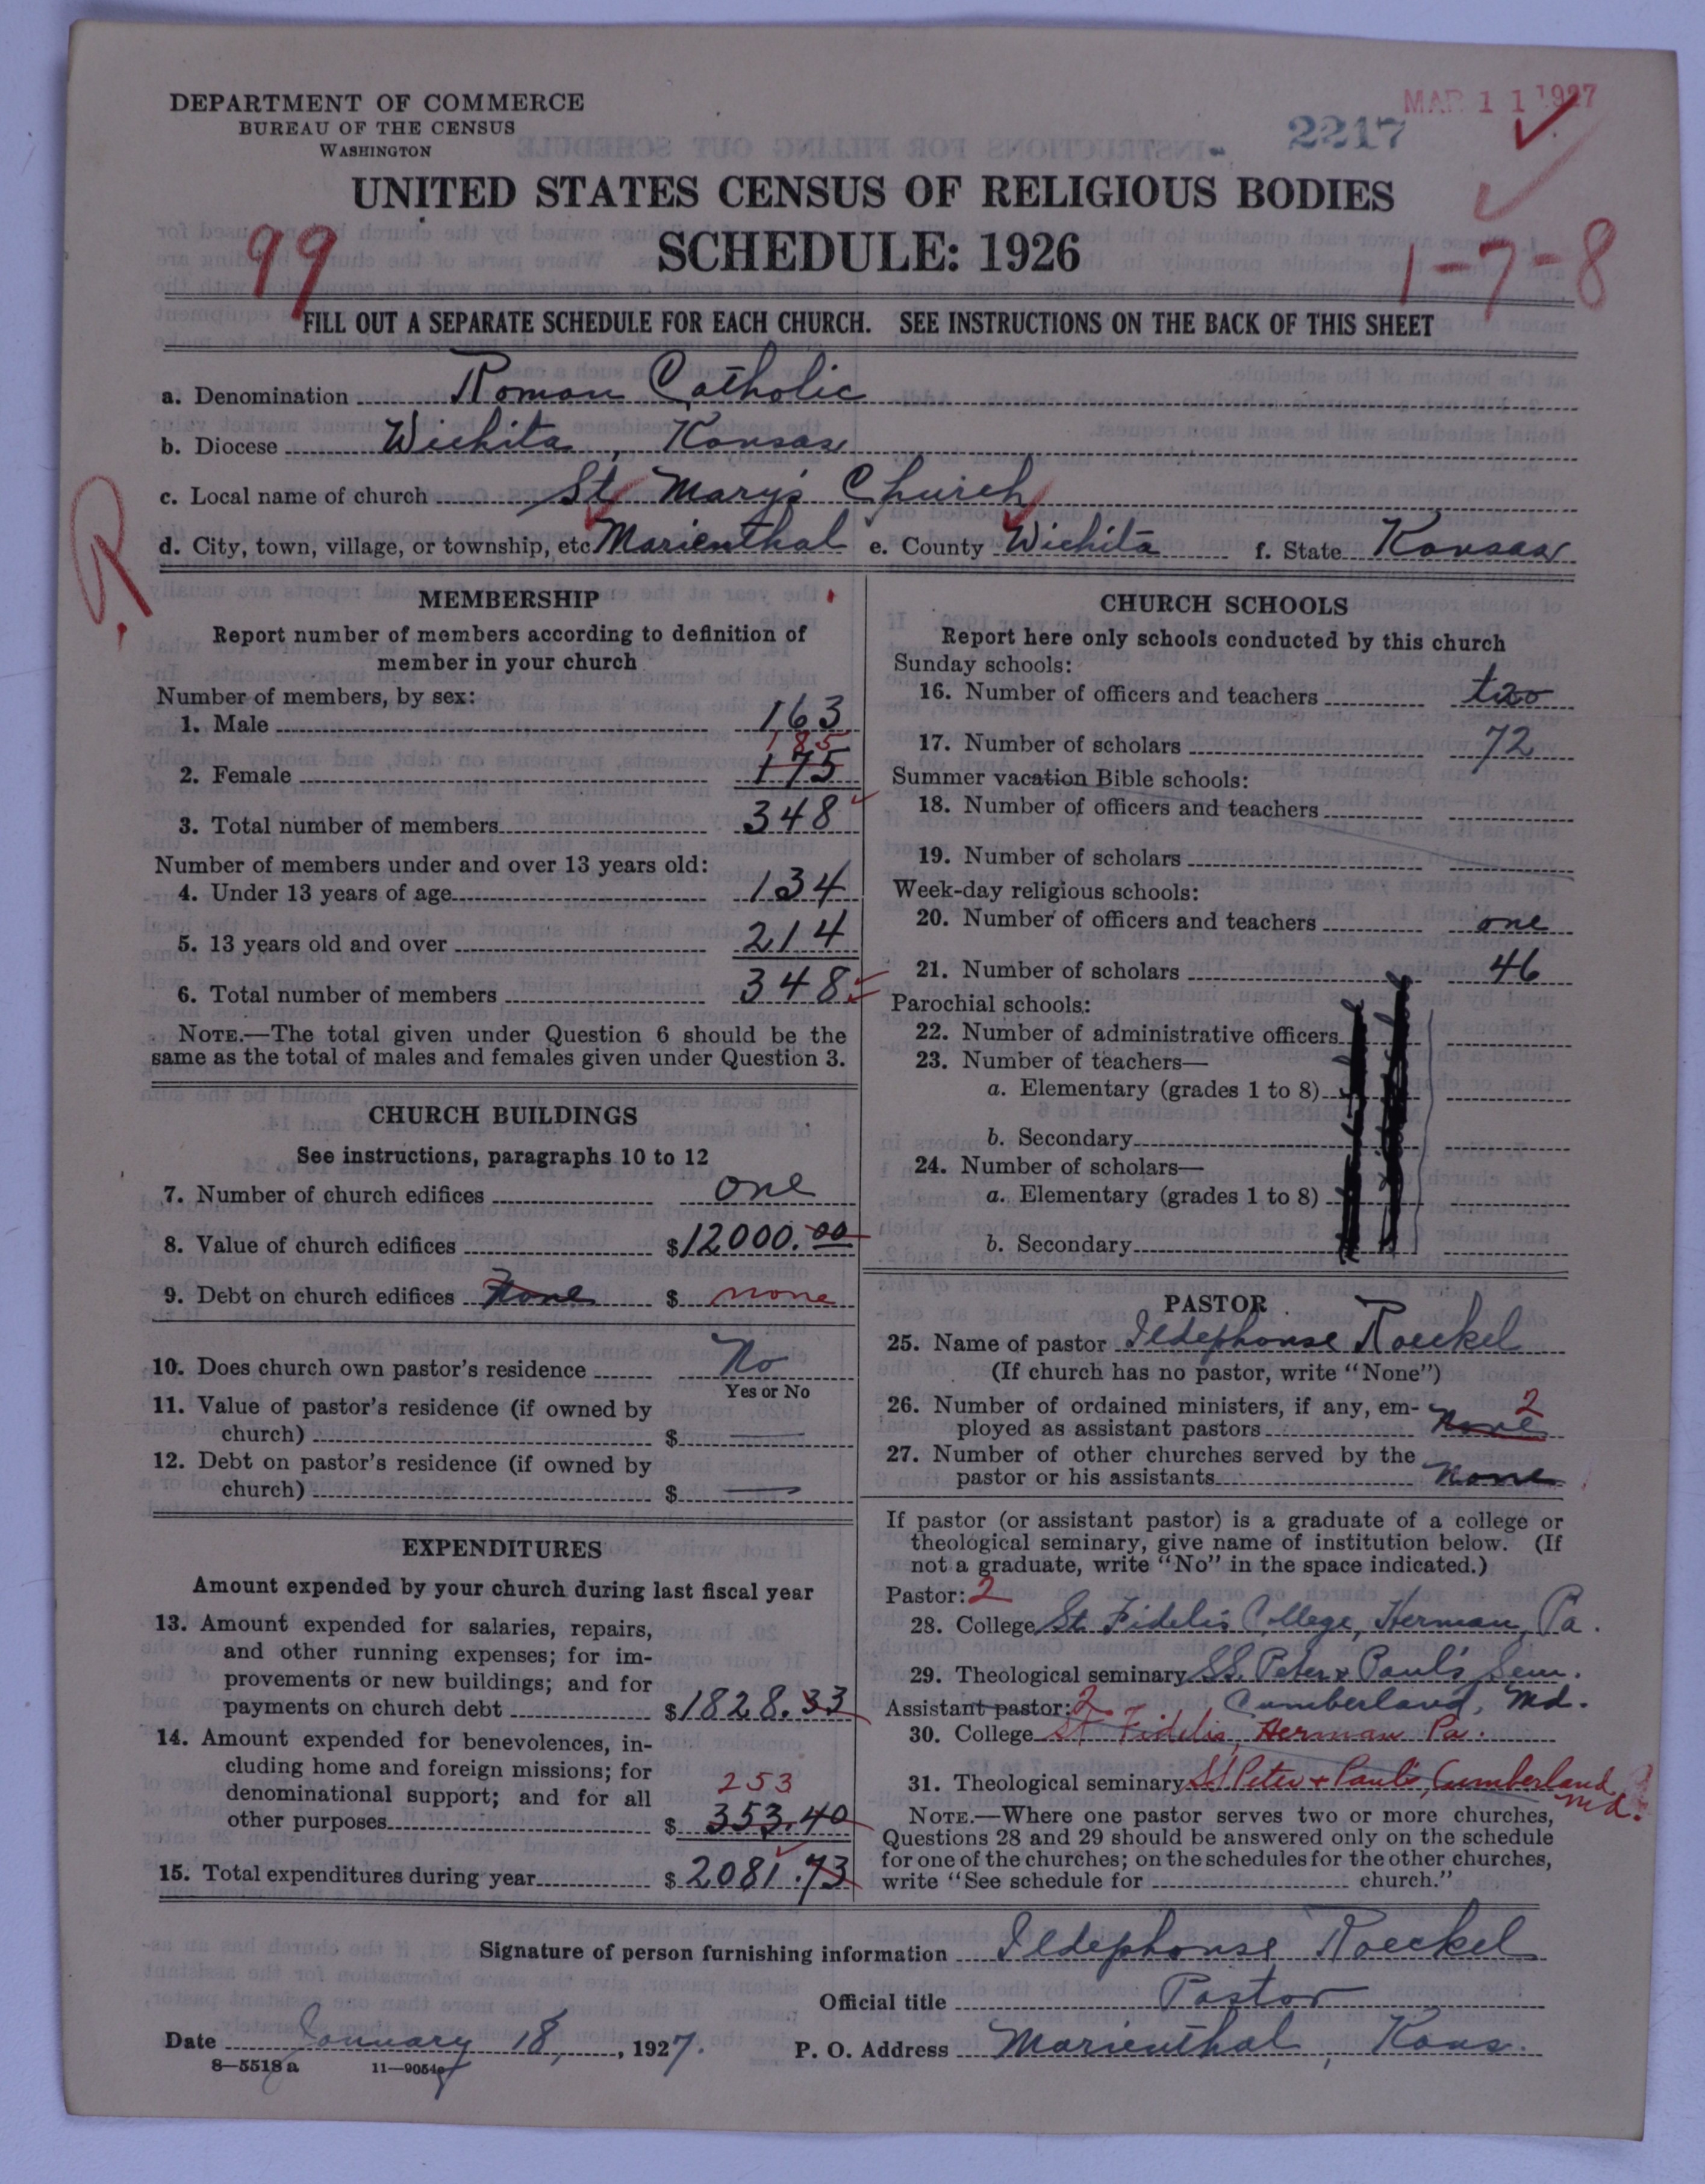 DEPARTMENT OF COMMERCE
BUREAU OF THE CENSUS
WASHINGTON
MAR 11 1927
2217
UNITED STATES CENSUS OF RELIGIOUS BODIES
SCHEDULE: 1926
99
1-7-8
FILL OUT A SEPARATE SCHEDULE FOR EACH CHURCH. SEE INSTRUCTIONS ON THE BACK OF THIS SHEET
a. Denomination Roman Catholic
b. Diocese Wichita, Kansas
c. Local name of church St Mary's Church
d. City, town, village, or township, etc. Marienthal e. County Wichita f. State Kansas
MEMBERSHIP
Report number of members according to definition of
member in your church
Number of members, by sex:
1. Male 163
185
2. Female 175
3. Total number of members 348
Number of members under and over 13 years old:
4. Under 13 years of age 134
5. 13 years old and over 214
6. Total number of members 348
NOTE.—The total given under Question 6 should be the
same as the total of males and females given under Question 3.
CHURCH BUILDINGS
See instructions, paragraphs 10 to 12
7. Number of church edifices one
8. Value of church edifices $12000.00
9. Debt on church edifices None $ none
10. Does church own pastor's residence No
Yes or No
11. Value of pastor's residence (if owned by
church) $
12. Debt on pastor's residence (if owned by
church) $
EXPENDITURES
Amount expended by your church during last fiscal year
13. Amount expended for salaries, repairs,
and other running expenses; for im-
provements or new buildings; and for
payments on church debt $1828.33
14. Amount expended for benevolences, in-
cluding home and foreign missions; for
denominational support; and for all 253
other purposes $ 353.40
15. Total expenditures during year $ 2081.73
CHURCH SCHOOLS
Report here only schools conducted by this church
Sunday schools:
16. Number of officers and teachers two
17. Number of scholars 72
Summer vacation Bible schools:
18. Number of officers and teachers
19. Number of scholars
Week-day religious schools:
20. Number of officers and teachers one
21. Number of scholars 46
Parochial schools:
22. Number of administrative officers
23. Number of teachers—
a. Elementary (grades 1 to 8)
b. Secondary
24. Number of scholars—
a. Elementary (grades 1 to 8)
b. Secondary
PASTOR
25. Name of pastor Ildephonse Roeckel
(If church has no pastor, write "None")
26. Number of ordained ministers, if any, em- 2
ployed as assistant pastors None
27. Number of other churches served by the
pastor or his assistants None
If pastor (or assistant pastor) is a graduate of a college or
theological seminary, give name of institution below. (If
not a graduate, write "No" in the space indicated.)
Pastor: 2
28. College St. Fidelis College, Herman, Pa.
29. Theological seminary SS. Peter & Paul's Sem.
Assistant pastor: 2 Cumberland, Md.
30. College St Fidelis, Herman Pa.
31. Theological seminary SS Peter + Paul's, Cumberland
Md.
NOTE.—Where one pastor serves two or more churches,
Questions 28 and 29 should be answered only on the schedule
for one of the churches; on the schedules for the other churches,
write "See schedule for church."
Signature of person furnishing information Ildephonse Roeckel
Official title Pastor
Date January 18, 1927. P. O. Address Marienthal, Kans.
8—5518 a 11—9054